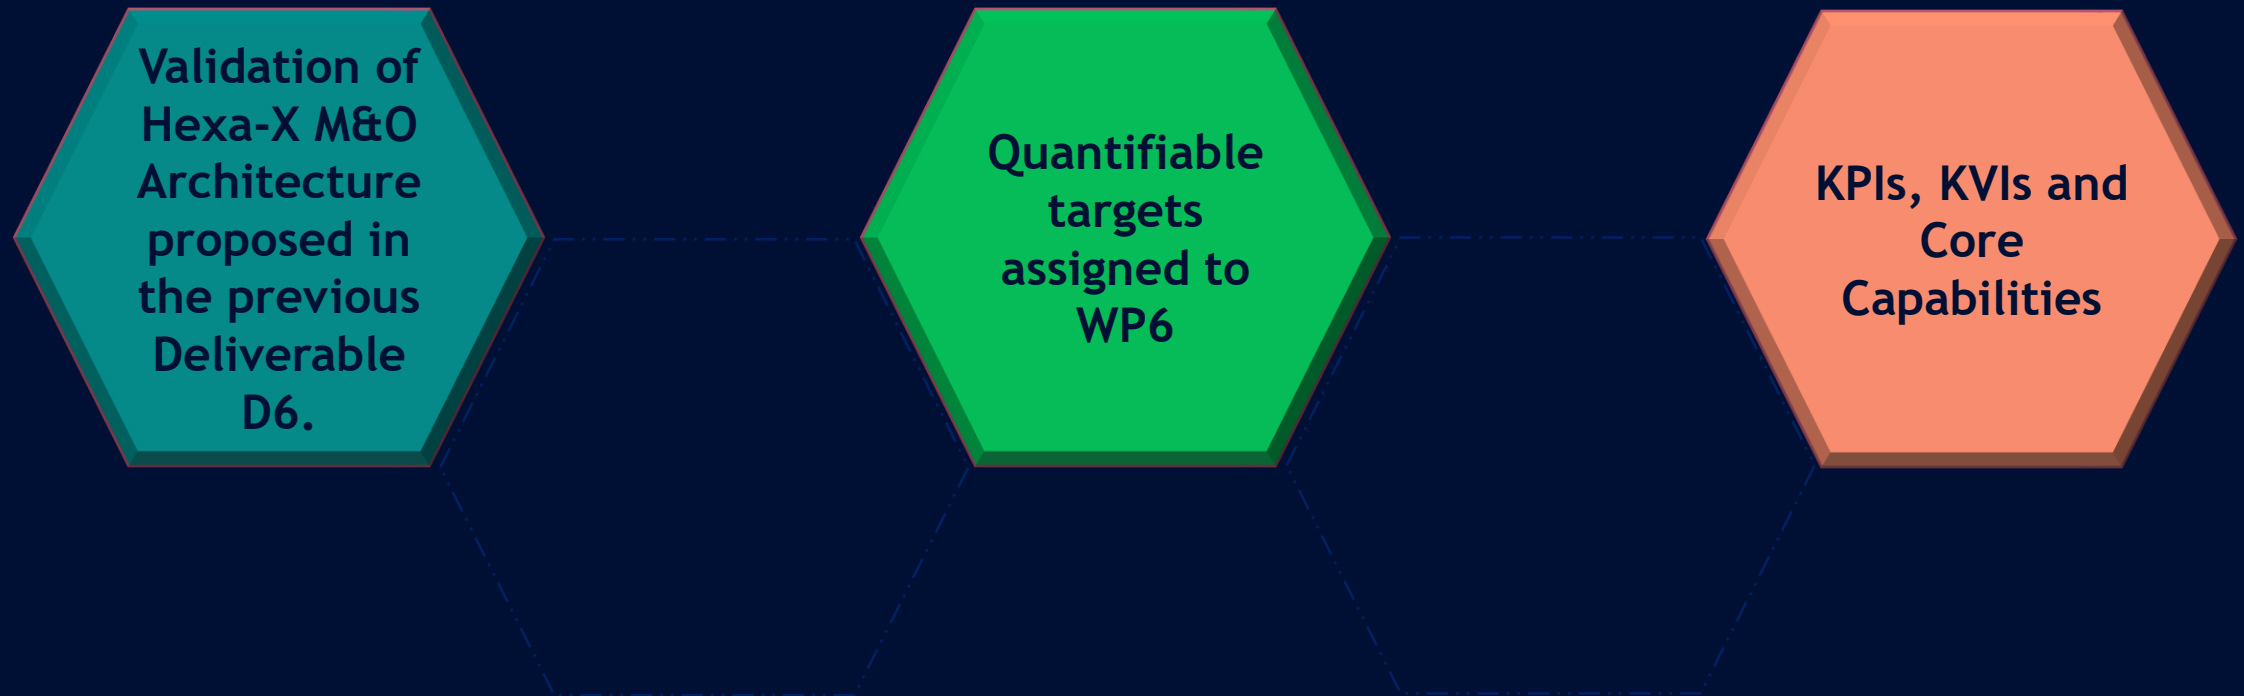 Validation of
Hexa-X M&O
Architecture
proposed in
the previous
Deliverable
D6.
Quantifiable
targets
assigned to
WP6
KPIs, KVIs and
Core
Capabilities